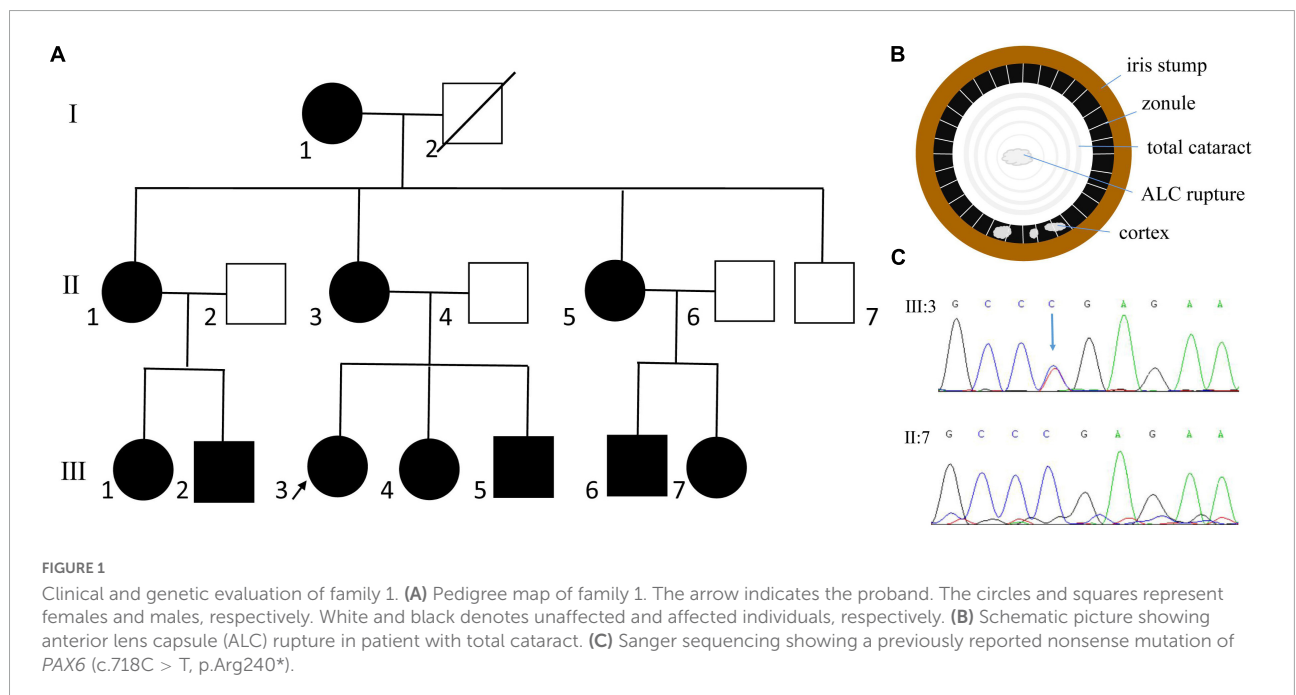 A
B
I
1
2
iris stump
zonule
total cataract
ALC rupture
cortex
II
1
2
3
4
5
6
7
C
III:3
G C C C G A G A A
II:7
G C C C G A G A A
III
1
2
3
4
5
6
7
FIGURE 1
Clinical and genetic evaluation of family 1. (A) Pedigree map of family 1. The arrow indicates the proband. The circles and squares represent
females and males, respectively. White and black denotes unaffected and affected individuals, respectively. (B) Schematic picture showing
anterior lens capsule (ALC) rupture in patient with total cataract. (C) Sanger sequencing showing a previously reported nonsense mutation of
PAX6 (c.718C > T, p.Arg240*).